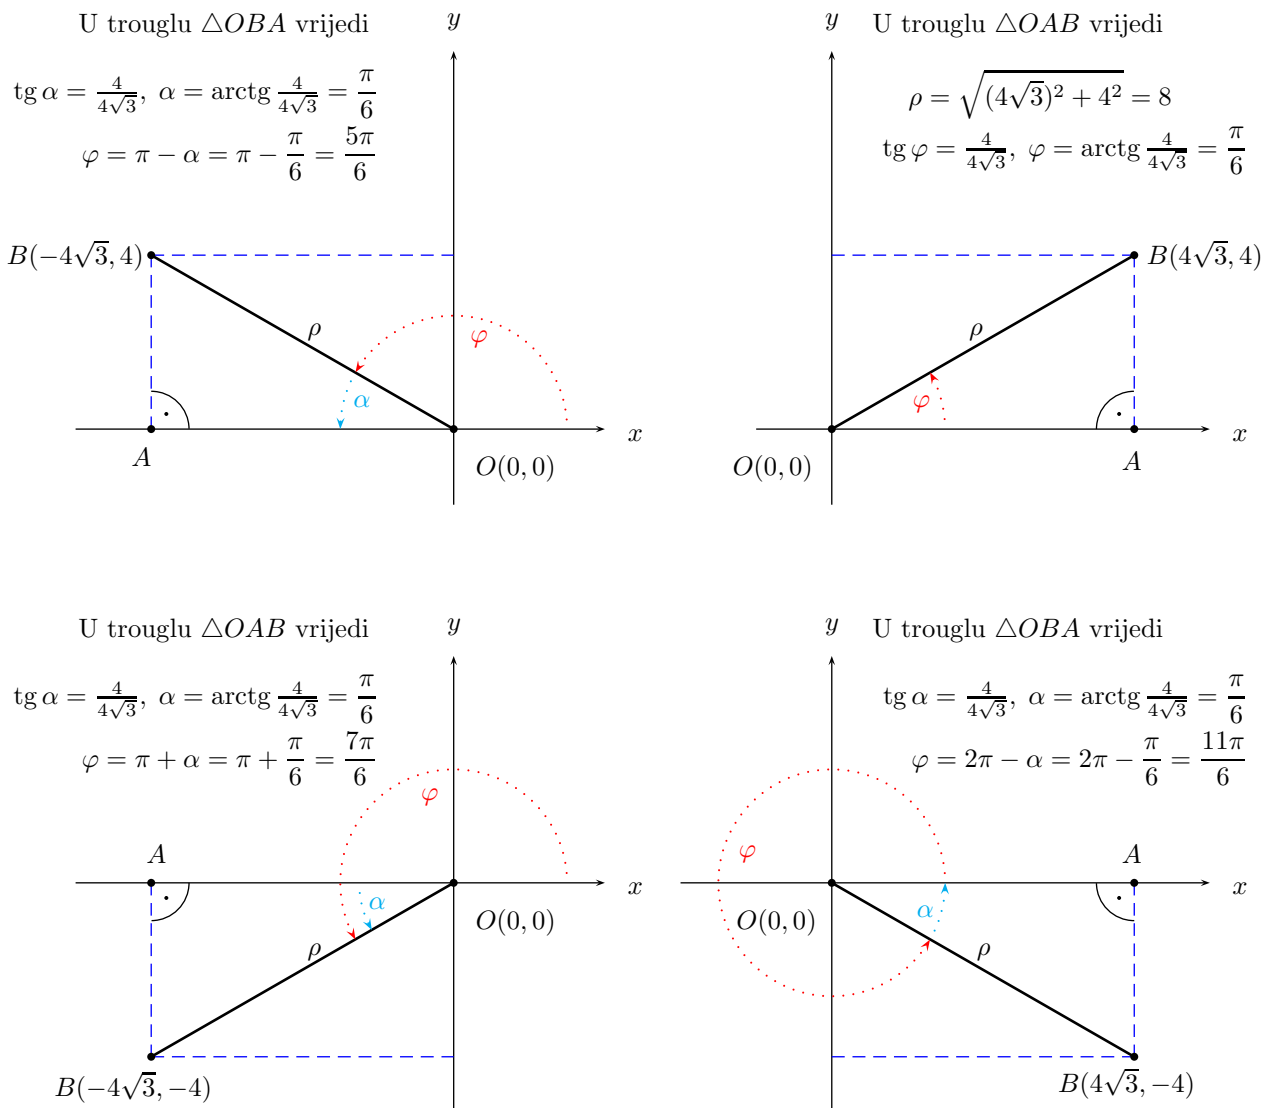 U trouglu △OBA vrijedi
y
tg α = 4/(4√3), α = arctg 4/(4√3) = π/6
φ = π − α = π − π/6 = 5π/6
B(−4√3, 4)
ρ
φ
α
x
A
O(0, 0)
y
U trouglu △OAB vrijedi
ρ = √((4√3)² + 4²) = 8
tg φ = 4/(4√3), φ = arctg 4/(4√3) = π/6
B(4√3, 4)
ρ
φ
x
O(0, 0)
A
U trouglu △OAB vrijedi
y
tg α = 4/(4√3), α = arctg 4/(4√3) = π/6
φ = π + α = π + π/6 = 7π/6
φ
A
x
α
O(0, 0)
ρ
B(−4√3, −4)
y
U trouglu △OBA vrijedi
tg α = 4/(4√3), α = arctg 4/(4√3) = π/6
φ = 2π − α = 2π − π/6 = 11π/6
φ
A
x
α
O(0, 0)
ρ
B(4√3, −4)